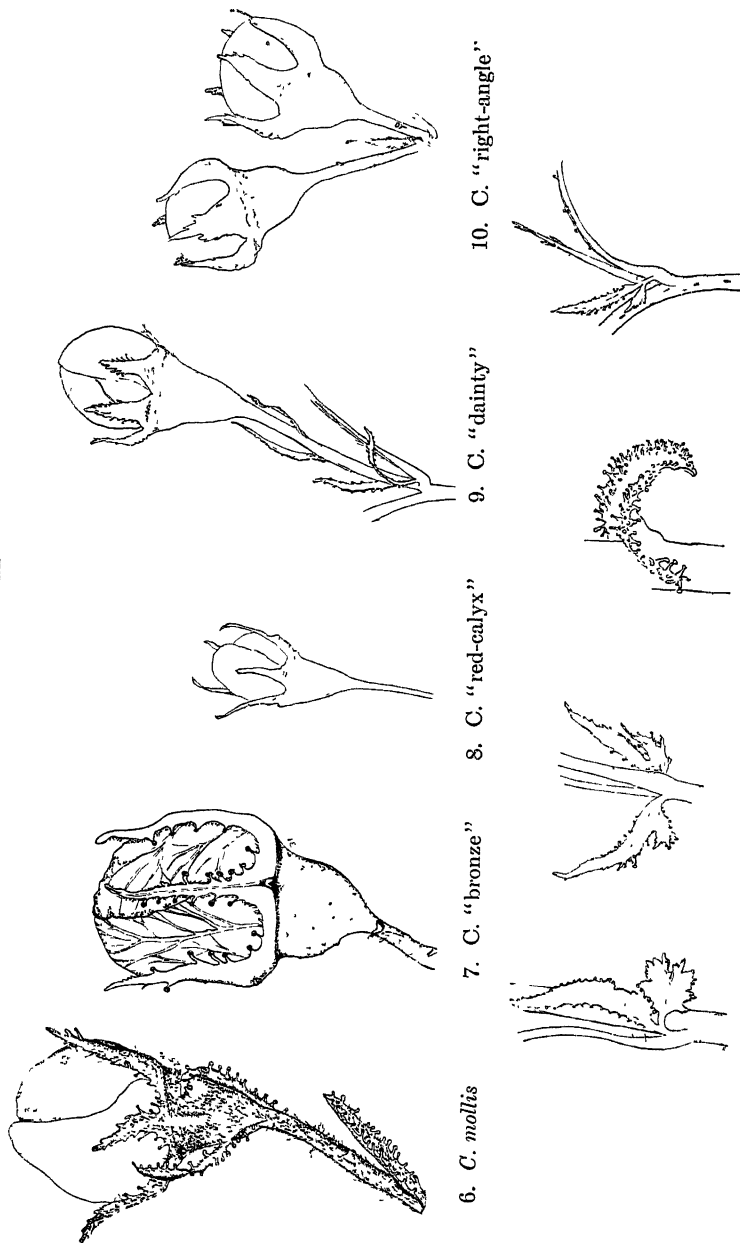 6. C. mollis
7. C. "bronze"
8. C. "red-calyx"
9. C. "dainty"
10. C. "right-angle"